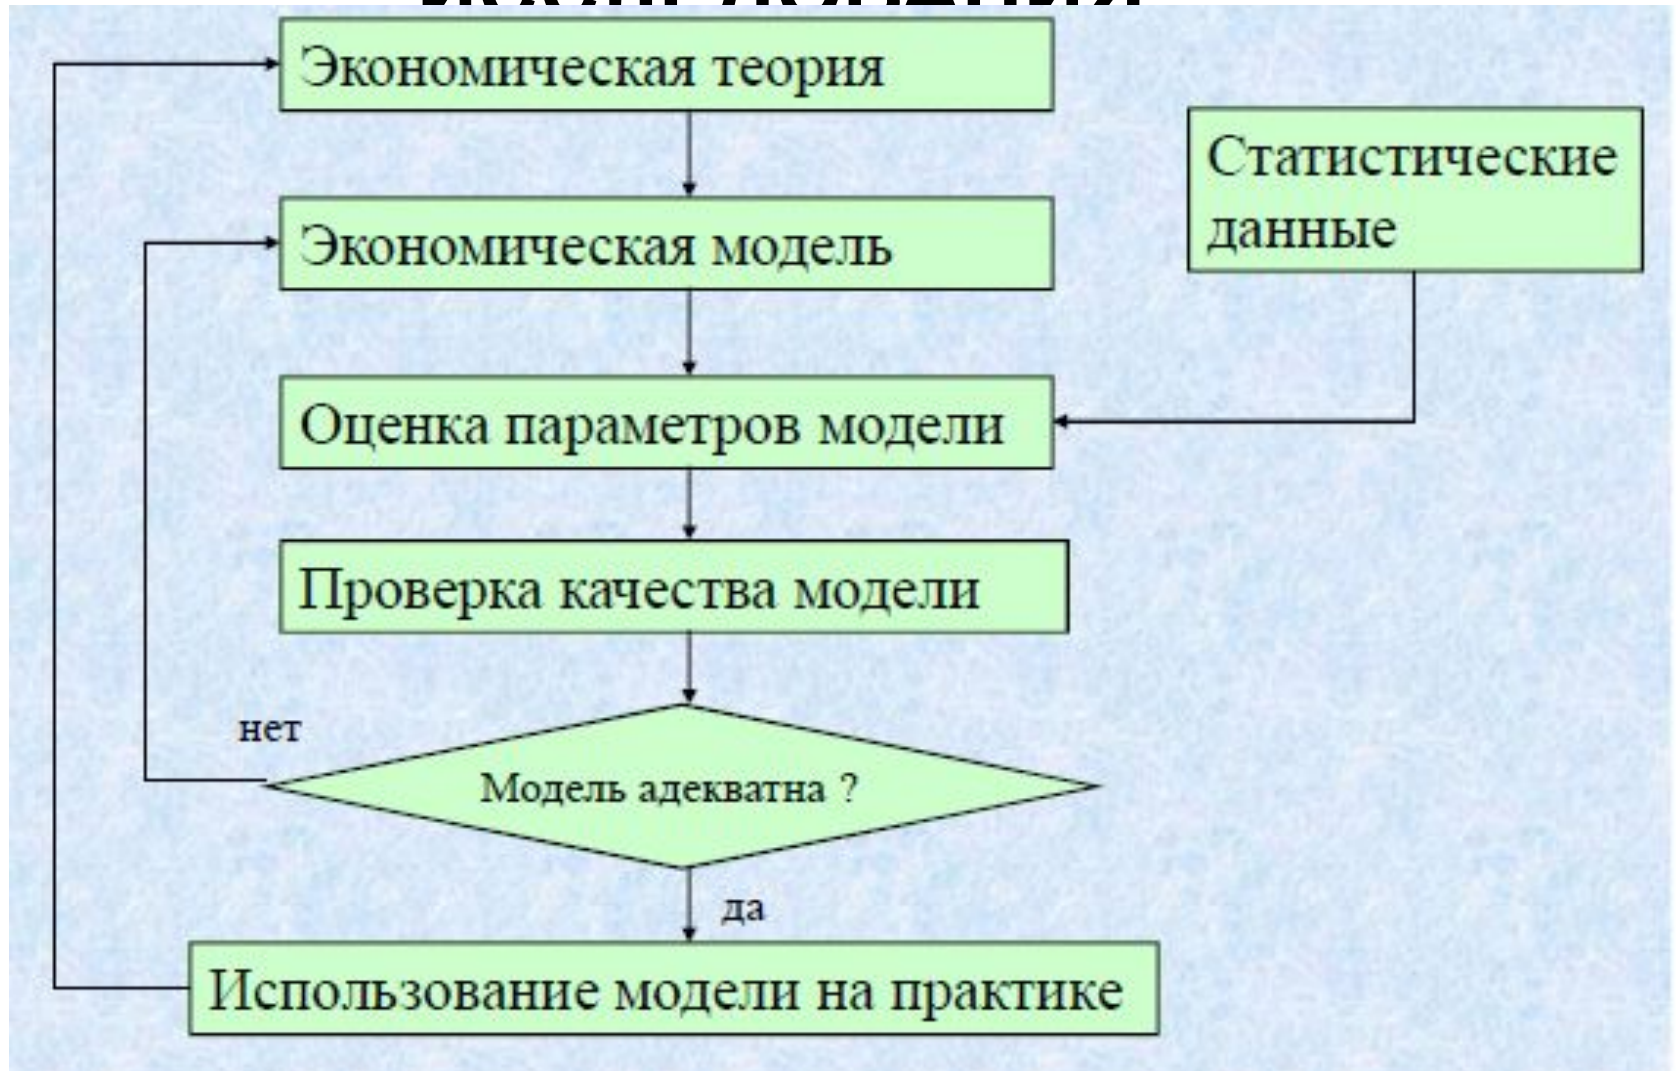 Экономическая теория
Статистические
данные
Экономическая модель
Оценка параметров модели
Проверка качества модели
нет
Модель адекватна ?
да
Использование модели на практике